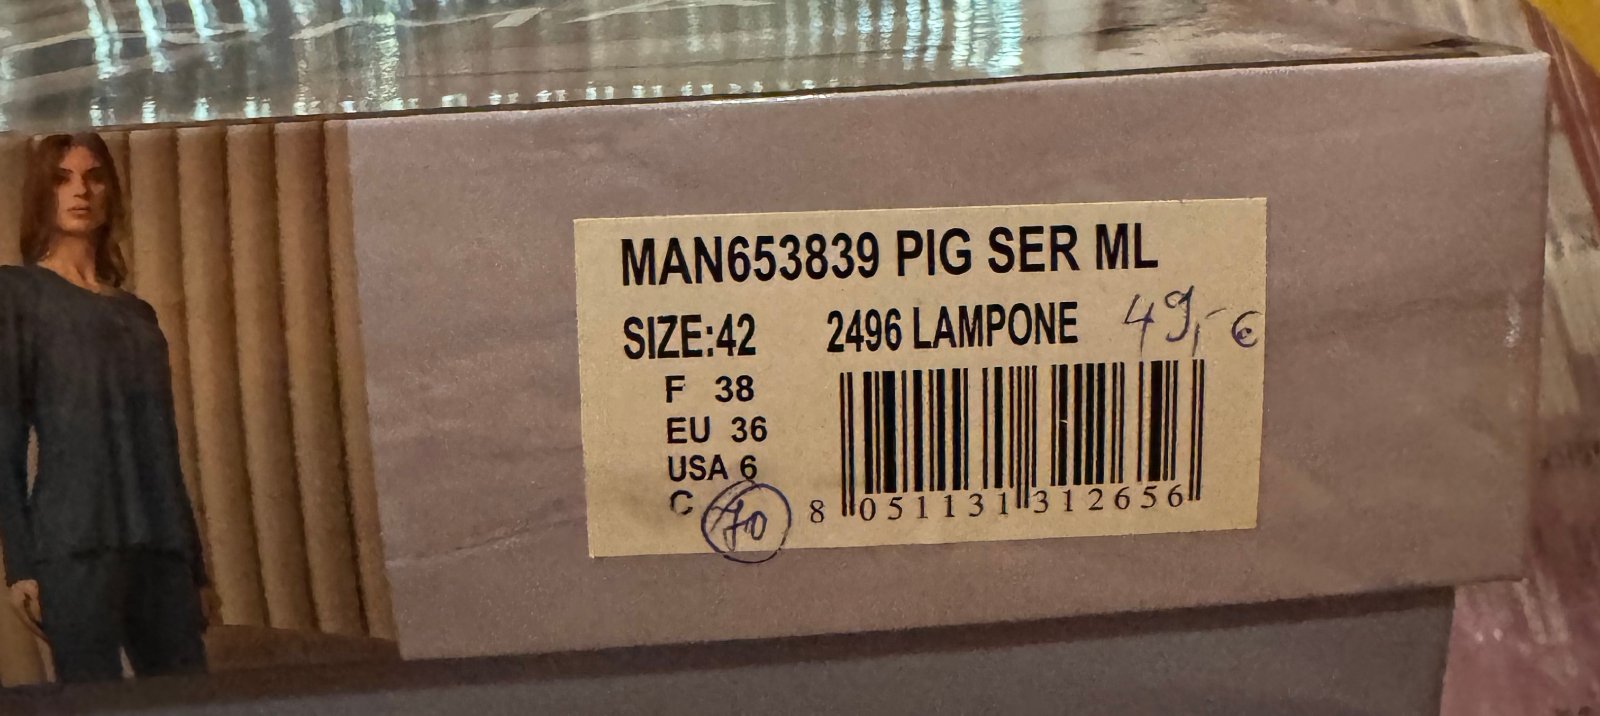 MAN653839 PIG SER ML
SIZE:42 2496 LAMPONE 49,- €
F 38
EU 36
USA 6
C 70
8 051131 312656